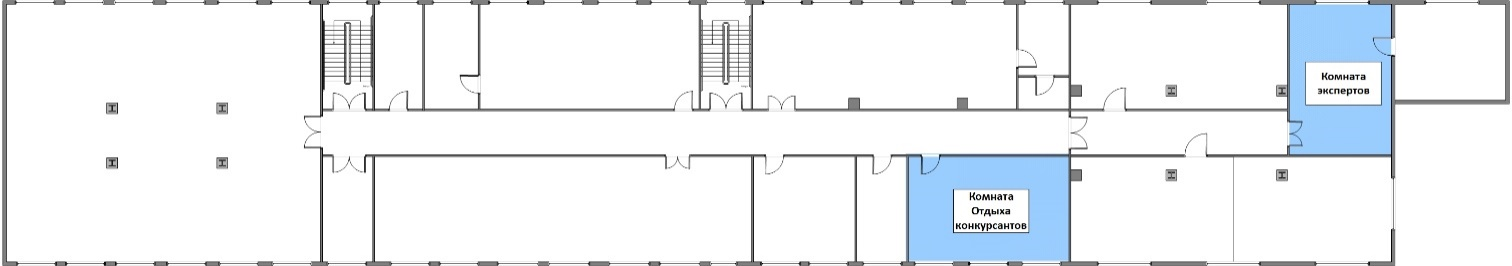 Комната
экспертов
Комната
Отдыха
конкурсантов